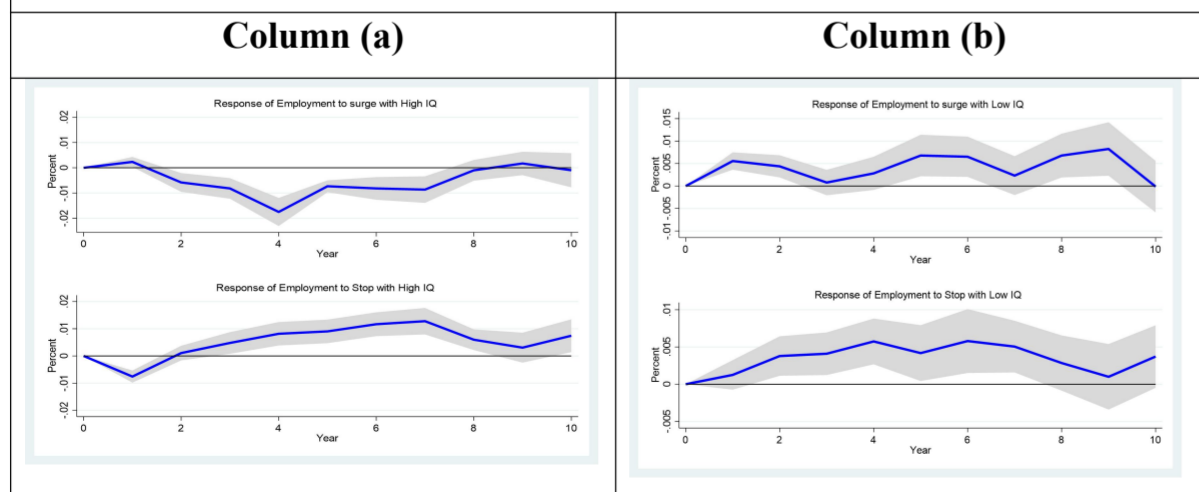 Column (a)
Column (b)
Response of Employment to surge with High IQ
Percent
.02
.01
0
-.01
-.02
0 2 4 6 8 10
Year
Response of Employment to Stop with High IQ
Percent
.02
.01
0
-.01
-.02
0 2 4 6 8 10
Year
Response of Employment to surge with Low IQ
Percent
.015
.01
.005
0
-.005
-.01
0 2 4 6 8 10
Year
Response of Employment to Stop with Low IQ
Percent
.01
.005
0
-.005
0 2 4 6 8 10
Year